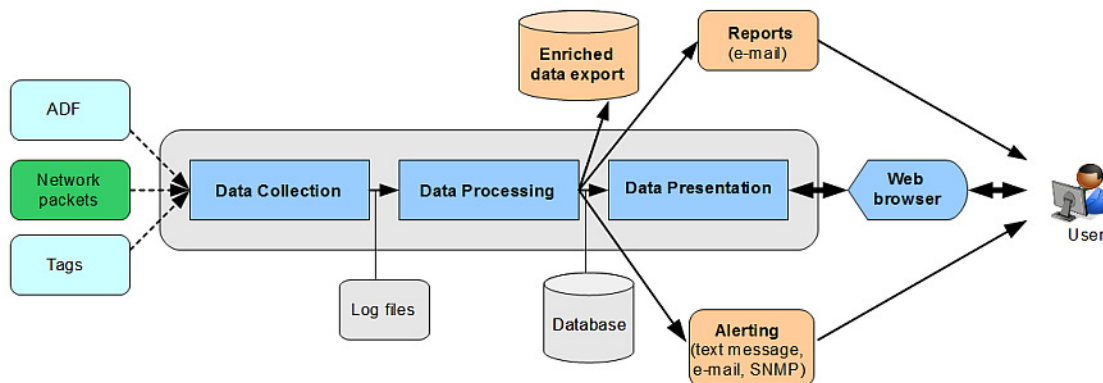 ADF
Network
packets
Tags
Data Collection
Data Processing
Data Presentation
Log files
Database
Enriched
data export
Reports
(e-mail)
Alerting
(text message,
e-mail, SNMP)
Web
browser
User